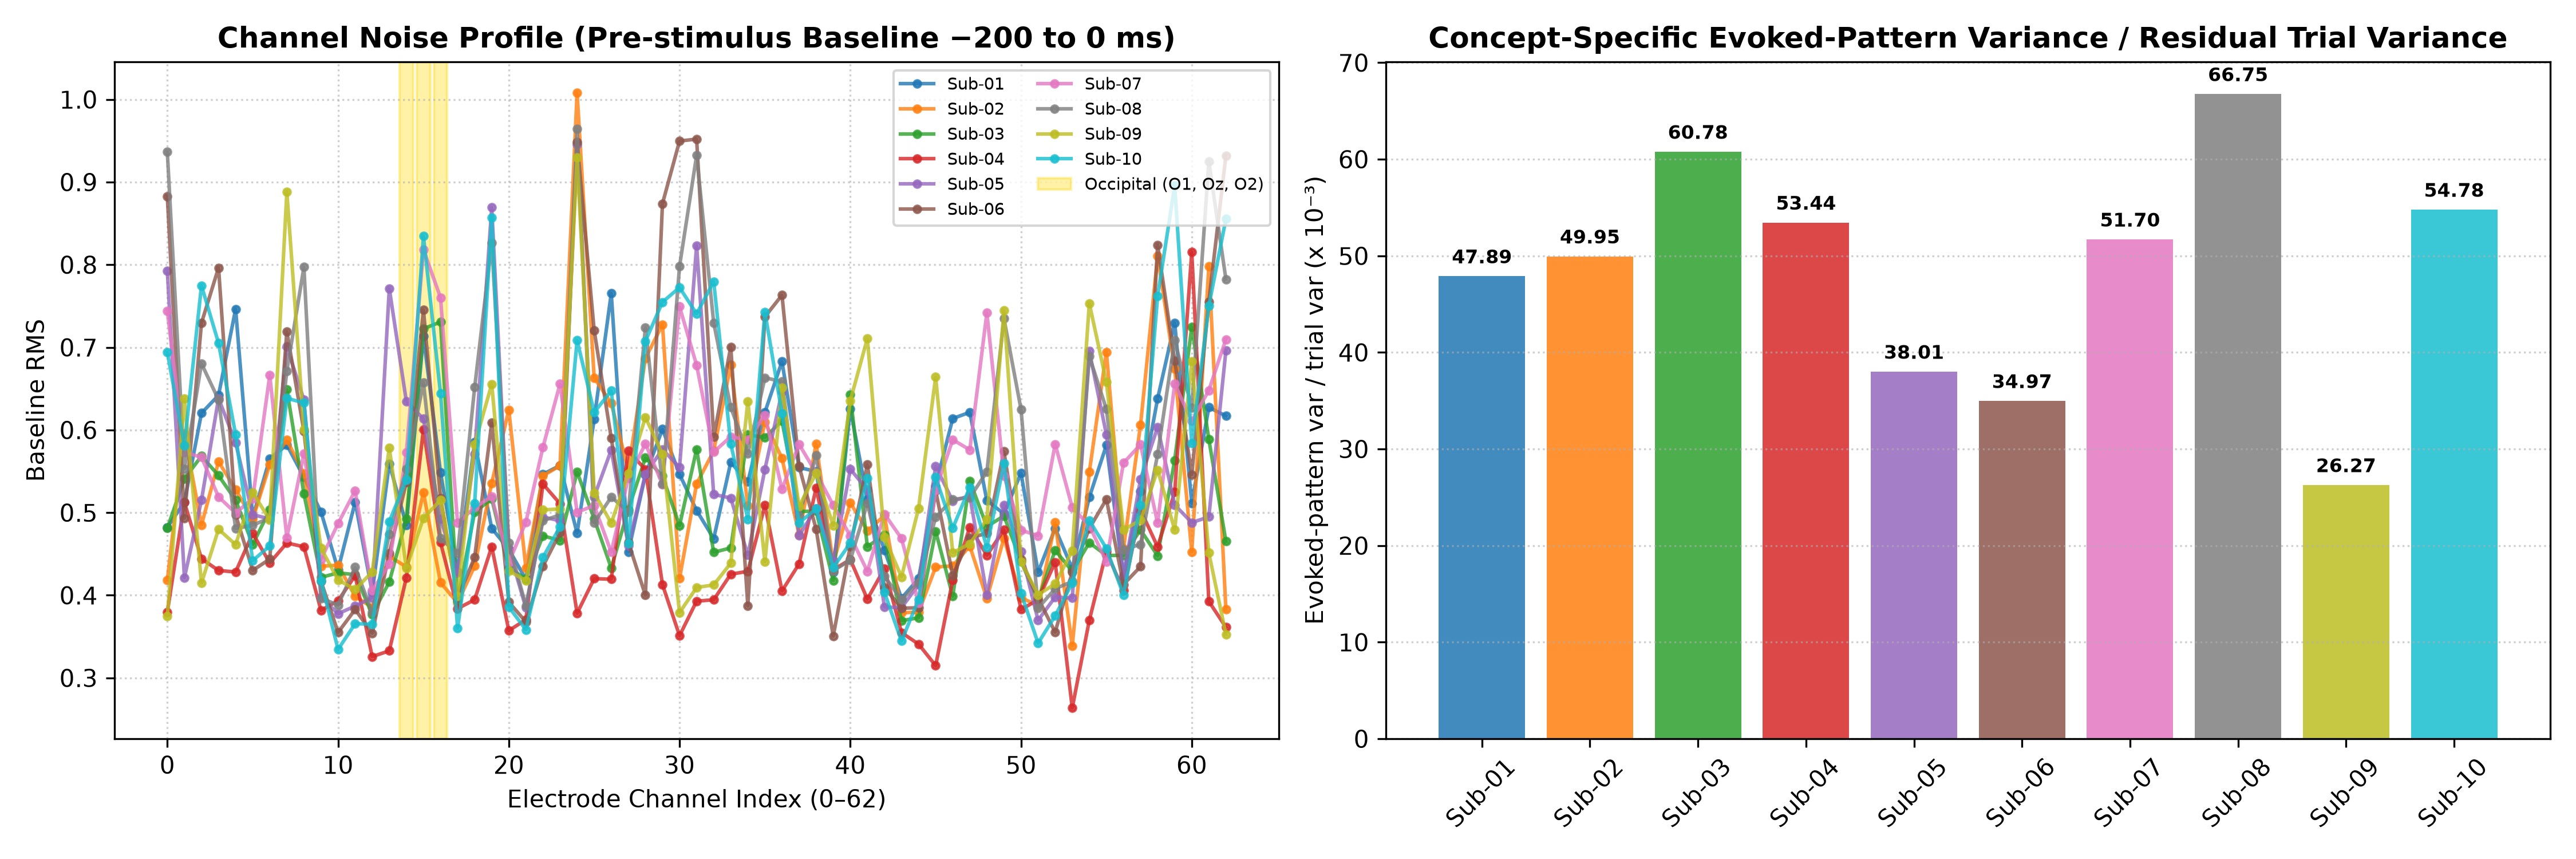 Channel Noise Profile (Pre-stimulus Baseline −200 to 0 ms)
Baseline RMS
1.0
0.9
0.8
0.7
0.6
0.5
0.4
0.3
0
10
20
30
40
50
60
Electrode Channel Index (0–62)
Sub-01
Sub-02
Sub-03
Sub-04
Sub-05
Sub-06
Sub-07
Sub-08
Sub-09
Sub-10
Occipital (O1, Oz, O2)
Concept-Specific Evoked-Pattern Variance / Residual Trial Variance
Evoked-pattern var / trial var (x 10⁻³)
70
60
50
40
30
20
10
0
47.89
49.95
60.78
53.44
38.01
34.97
51.70
66.75
26.27
54.78
Sub-01
Sub-02
Sub-03
Sub-04
Sub-05
Sub-06
Sub-07
Sub-08
Sub-09
Sub-10